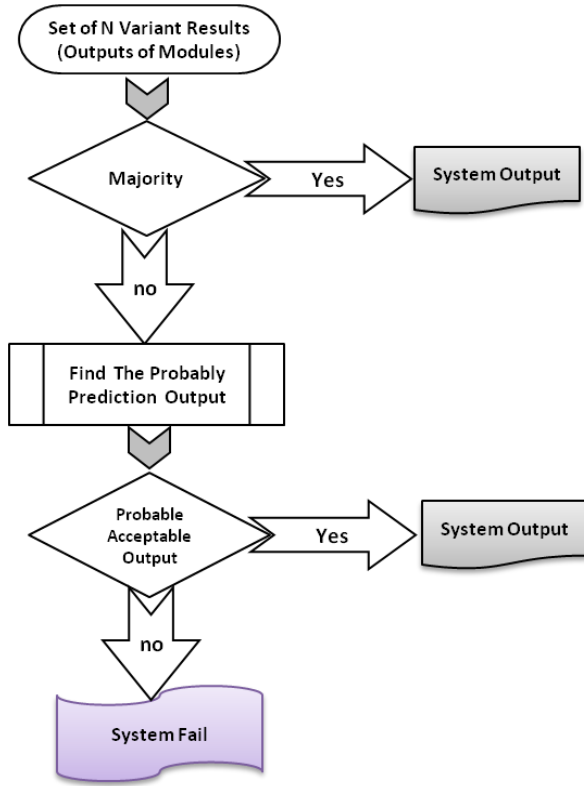 Set of N Variant Results
(Outputs of Modules)
Majority
Yes
System Output
no
Find The Probably
Prediction Output
Probable
Acceptable
Output
Yes
System Output
no
System Fail